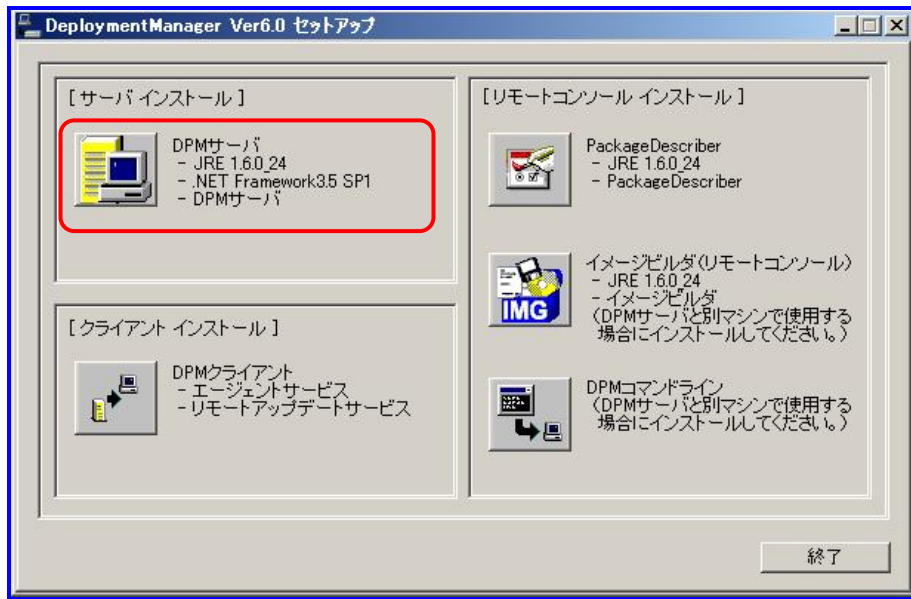 DeploymentManager Ver6.0 セットアップ
[ サーバ インストール ]
DPMサーバ
- JRE 1.6.0_24
- .NET Framework3.5 SP1
- DPMサーバ
[ クライアント インストール ]
DPMクライアント
- エージェントサービス
- リモートアップデートサービス
[ リモートコンソール インストール ]
PackageDescriber
- JRE 1.6.0_24
- PackageDescriber
イメージビルダ(リモートコンソール)
- JRE 1.6.0_24
- イメージビルダ
(DPMサーバと別マシンで使用する
場合にインストールしてください。)
IMG
DPMコマンドライン
(DPMサーバと別マシンで使用する
場合にインストールしてください。)
終了